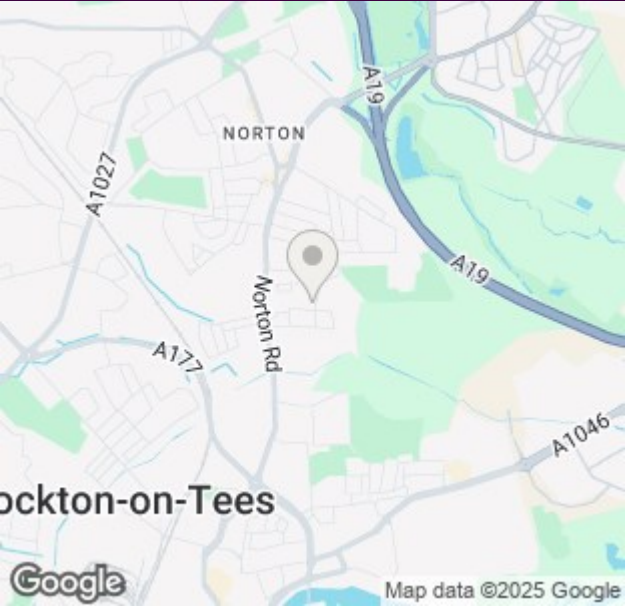 A19
NORTON
A1027
A19
Norton Rd
A177
A1046
ockton-on-Tees
Google
Map data ©2025 Google